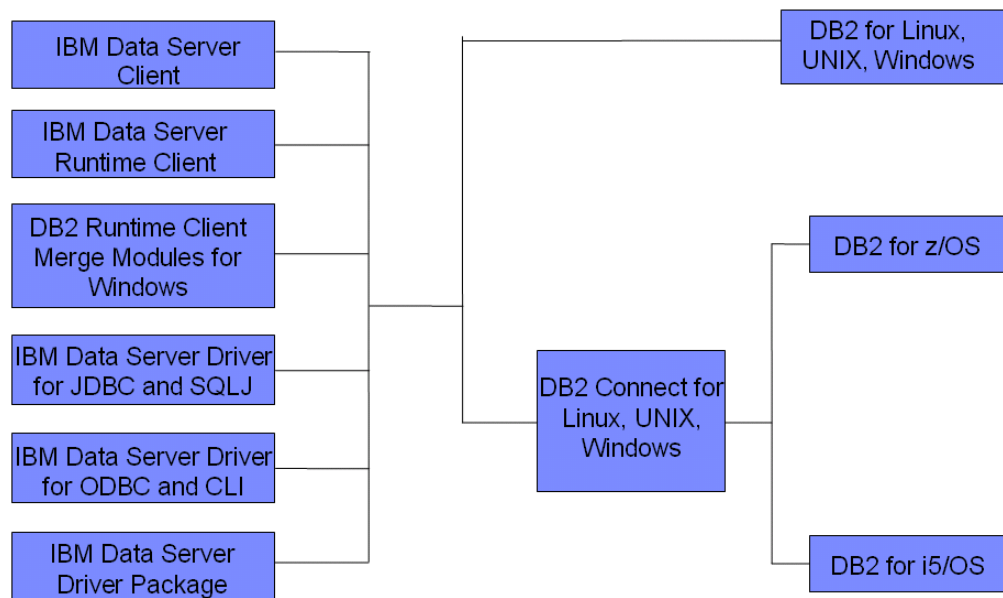 IBM Data Server
Client
IBM Data Server
Runtime Client
DB2 Runtime Client
Merge Modules for
Windows
IBM Data Server Driver
for JDBC and SQLJ
IBM Data Server Driver
for ODBC and CLI
IBM Data Server
Driver Package
DB2 Connect for
Linux, UNIX,
Windows
DB2 for Linux,
UNIX, Windows
DB2 for z/OS
DB2 for i5/OS